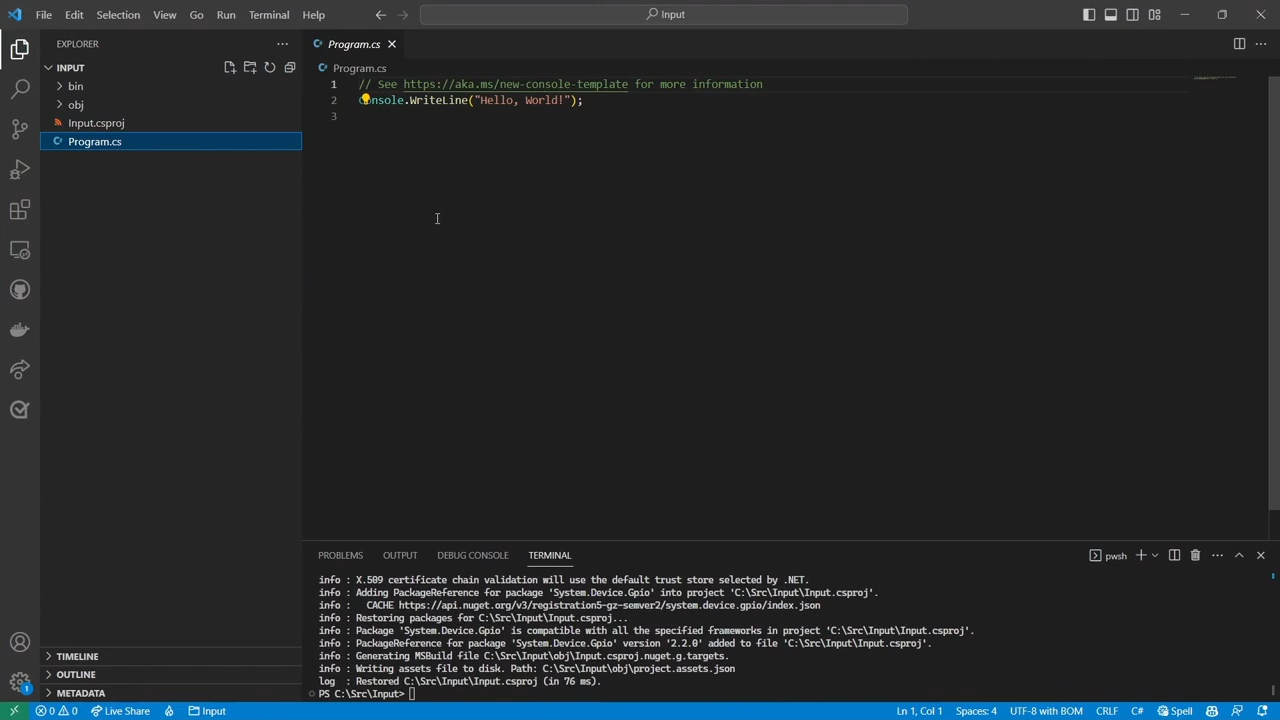 File Edit Selection View Go Run Terminal Help
Input
EXPLORER
INPUT
bin
obj
Input.csproj
Program.cs
TIMELINE
OUTLINE
METADATA
Program.cs
Program.cs
1 // See https://aka.ms/new-console-template for more information
2 Console.WriteLine("Hello, World!");
3
PROBLEMS OUTPUT DEBUG CONSOLE TERMINAL
pwsh
info : X.509 certificate chain validation will use the default trust store selected by .NET.
info : Adding PackageReference for package 'System.Device.Gpio' into project 'C:\Src\Input\Input.csproj'.
info :   CACHE https://api.nuget.org/v3/registration5-gz-semver2/system.device.gpio/index.json
info : Restoring packages for C:\Src\Input\Input.csproj...
info : Package 'System.Device.Gpio' is compatible with all the specified frameworks in project 'C:\Src\Input\Input.csproj'.
info : PackageReference for package 'System.Device.Gpio' version '2.2.0' added to file 'C:\Src\Input\Input.csproj'.
info : Generating MSBuild file C:\Src\Input\obj\Input.csproj.nuget.g.targets.
info : Writing assets file to disk. Path: C:\Src\Input\obj\project.assets.json
log  : Restored C:\Src\Input\Input.csproj (in 76 ms).
PS C:\Src\Input>
1
0 0 Live Share Input Ln 1, Col 1 Spaces: 4 UTF-8 with BOM CRLF C# Spell